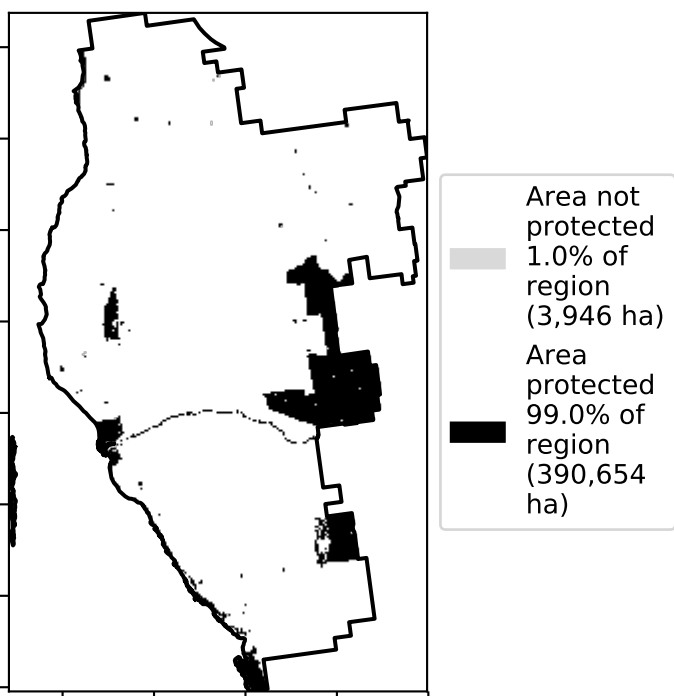 Area not
protected
1.0% of
region
(3,946 ha)
Area
protected
99.0% of
region
(390,654
ha)